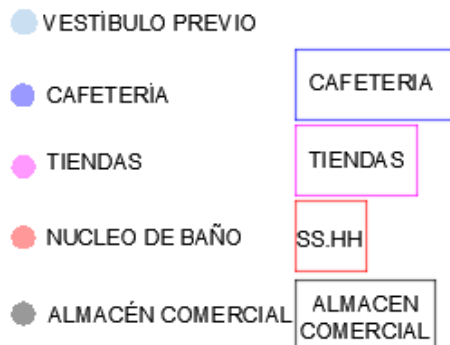 VESTÍBULO PREVIO
CAFETERÍA
CAFETERIA
TIENDAS
TIENDAS
NUCLEO DE BAÑO
SS.HH
ALMACÉN COMERCIAL
ALMACEN
COMERCIAL